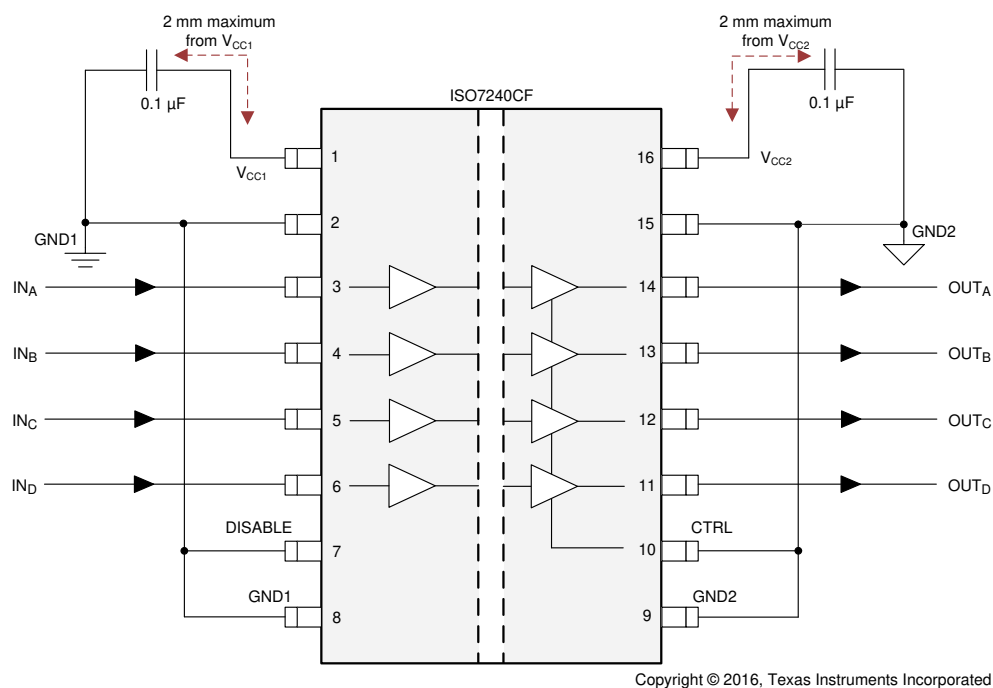 2 mm maximum
from VCC1
2 mm maximum
from VCC2
0.1 µF
0.1 µF
ISO7240CF
VCC1
1
16
VCC2
2
15
GND1
GND2
INA
3
14
OUTA
INB
4
13
OUTB
INC
5
12
OUTC
IND
6
11
OUTD
DISABLE
7
10
CTRL
GND1
8
9
GND2
Copyright © 2016, Texas Instruments Incorporated